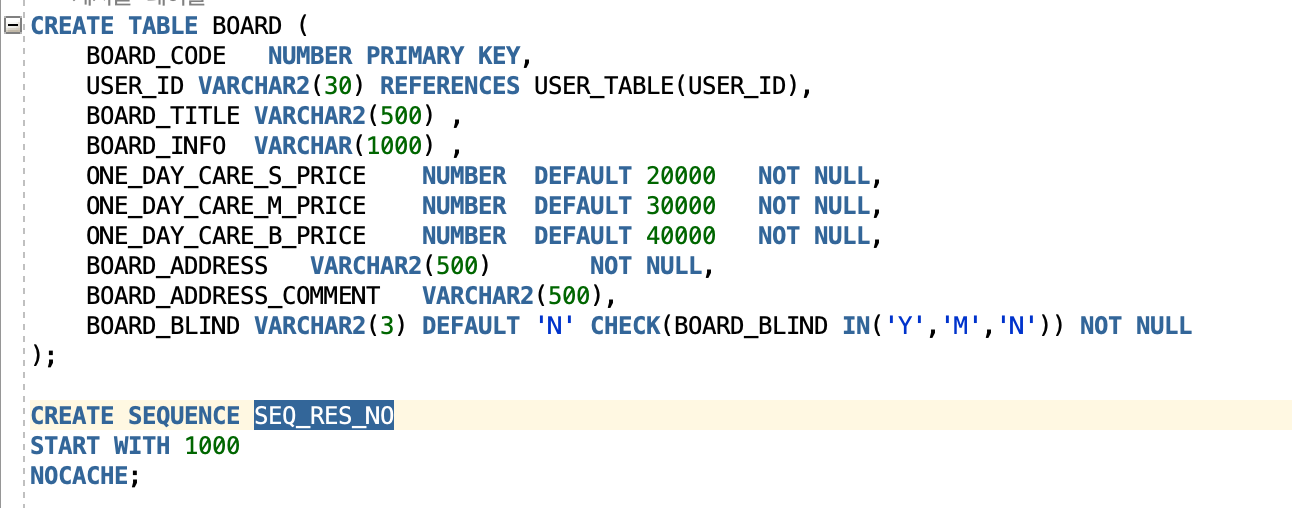 CREATE TABLE BOARD (
    BOARD_CODE   NUMBER PRIMARY KEY,
    USER_ID VARCHAR2(30) REFERENCES USER_TABLE(USER_ID),
    BOARD_TITLE VARCHAR2(500) ,
    BOARD_INFO  VARCHAR(1000) ,
    ONE_DAY_CARE_S_PRICE    NUMBER  DEFAULT 20000   NOT NULL,
    ONE_DAY_CARE_M_PRICE    NUMBER  DEFAULT 30000   NOT NULL,
    ONE_DAY_CARE_B_PRICE    NUMBER  DEFAULT 40000   NOT NULL,
    BOARD_ADDRESS   VARCHAR2(500)       NOT NULL,
    BOARD_ADDRESS_COMMENT   VARCHAR2(500),
    BOARD_BLIND VARCHAR2(3) DEFAULT 'N' CHECK(BOARD_BLIND IN('Y','M','N')) NOT NULL
);
CREATE SEQUENCE SEQ_RES_NO
START WITH 1000
NOCACHE;